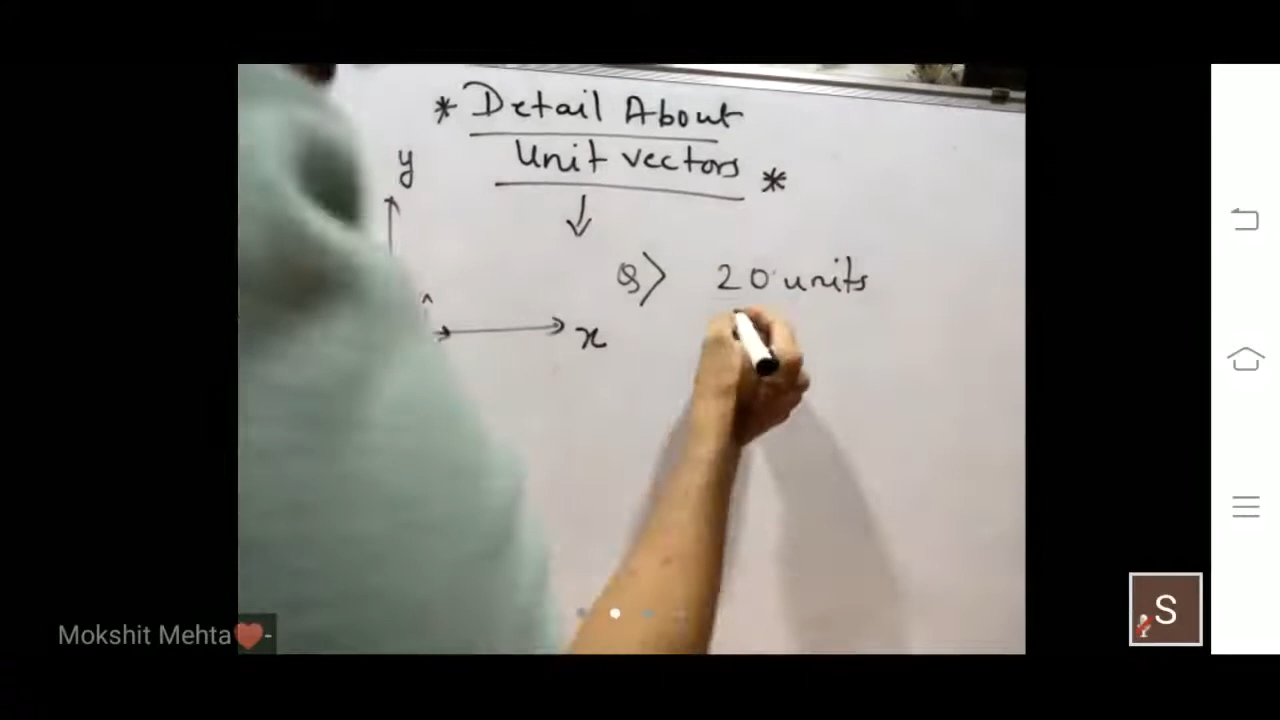 * Detail About
Unit vectors *
y
^
x
Q> 20 units
Mokshit Mehta❤-
S